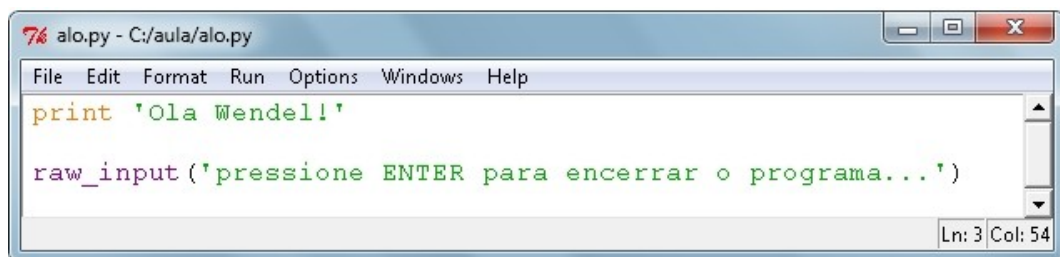 alo.py - C:/aula/alo.py
File Edit Format Run Options Windows Help
print 'Ola Wendel!'
raw_input('pressione ENTER para encerrar o programa...')
Ln: 3 Col: 54